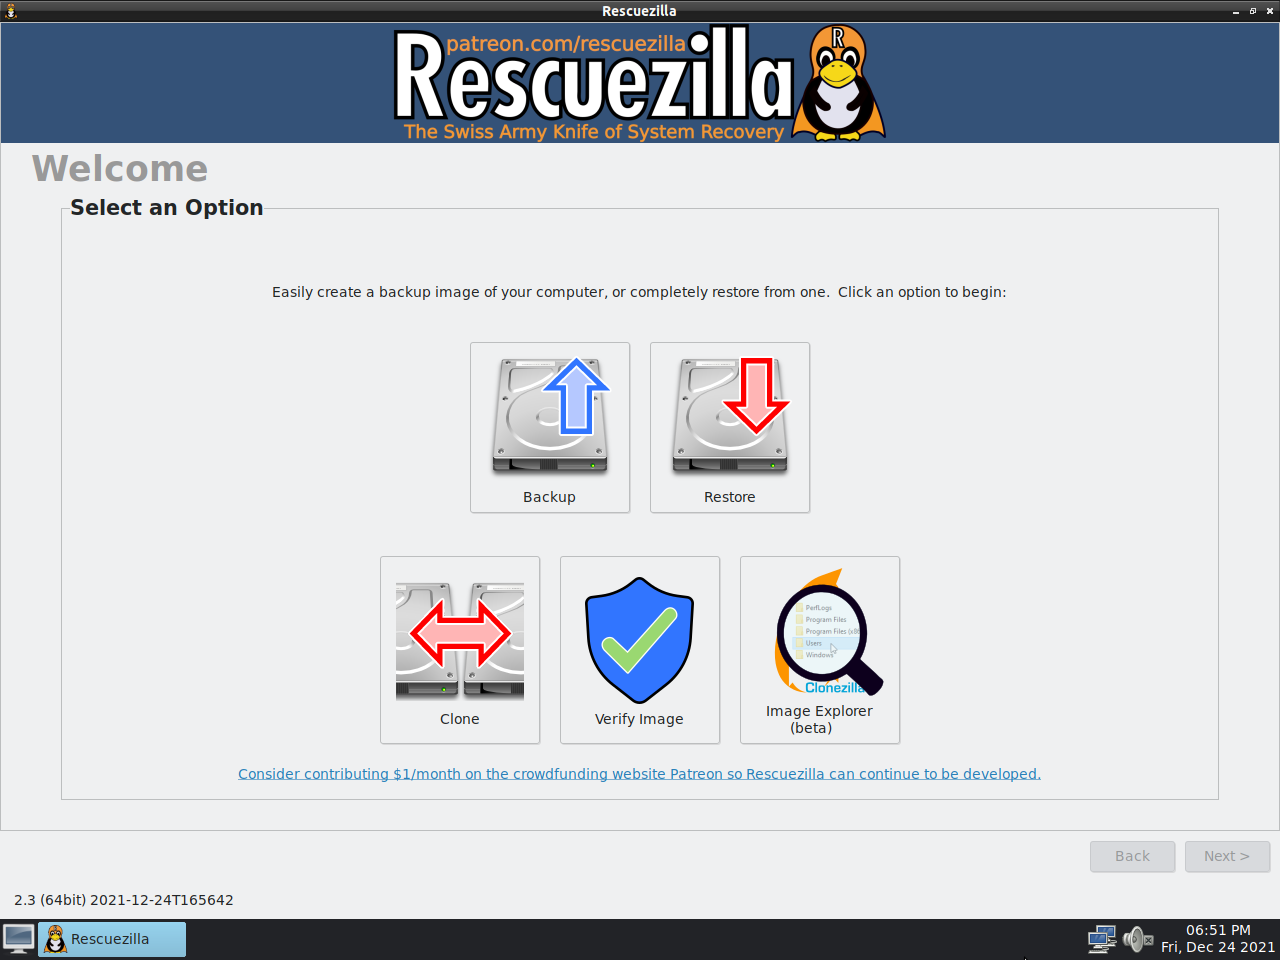 Rescuezilla
patreon.com/rescuezilla
R
Rescuezilla
The Swiss Army Knife of System Recovery
Welcome
Select an Option
Easily create a backup image of your computer, or completely restore from one.  Click an option to begin:
Backup
Restore
PerfLogs
Program Files
Program Files (x8
Users
Windows
Clonezilla
Clone
Verify Image
Image Explorer
(beta)
Consider contributing $1/month on the crowdfunding website Patreon so Rescuezilla can continue to be developed.
Back
Next >
2.3 (64bit) 2021-12-24T165642
Rescuezilla
06:51 PM
Fri, Dec 24 2021